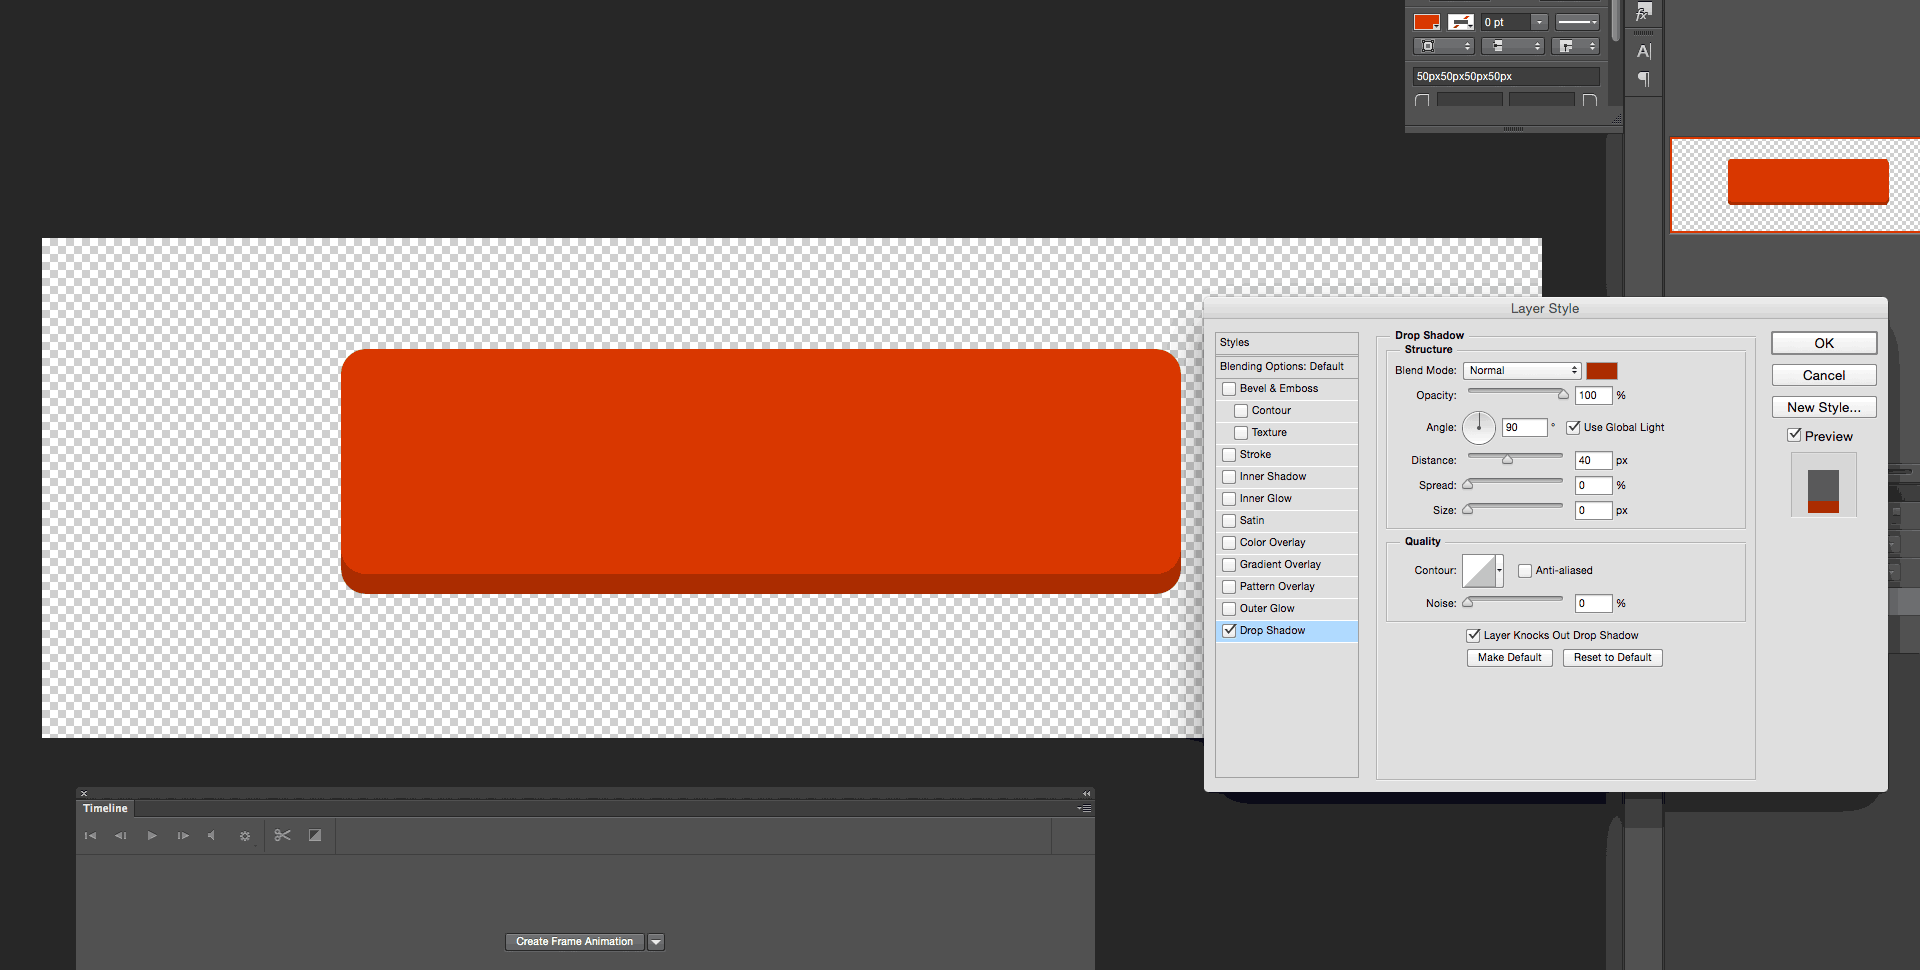 0 pt
fx
A|
¶
50px50px50px50px
Layer Style
Styles
Blending Options: Default
Bevel & Emboss
Contour
Texture
Stroke
Inner Shadow
Inner Glow
Satin
Color Overlay
Gradient Overlay
Pattern Overlay
Outer Glow
Drop Shadow
Drop Shadow
Structure
Blend Mode: Normal
Opacity: 100 %
Angle: 90 ° Use Global Light
Distance: 40 px
Spread: 0 %
Size: 0 px
Quality
Contour: Anti-aliased
Noise: 0 %
Layer Knocks Out Drop Shadow
Make Default Reset to Default
OK
Cancel
New Style...
Preview
Timeline
Create Frame Animation